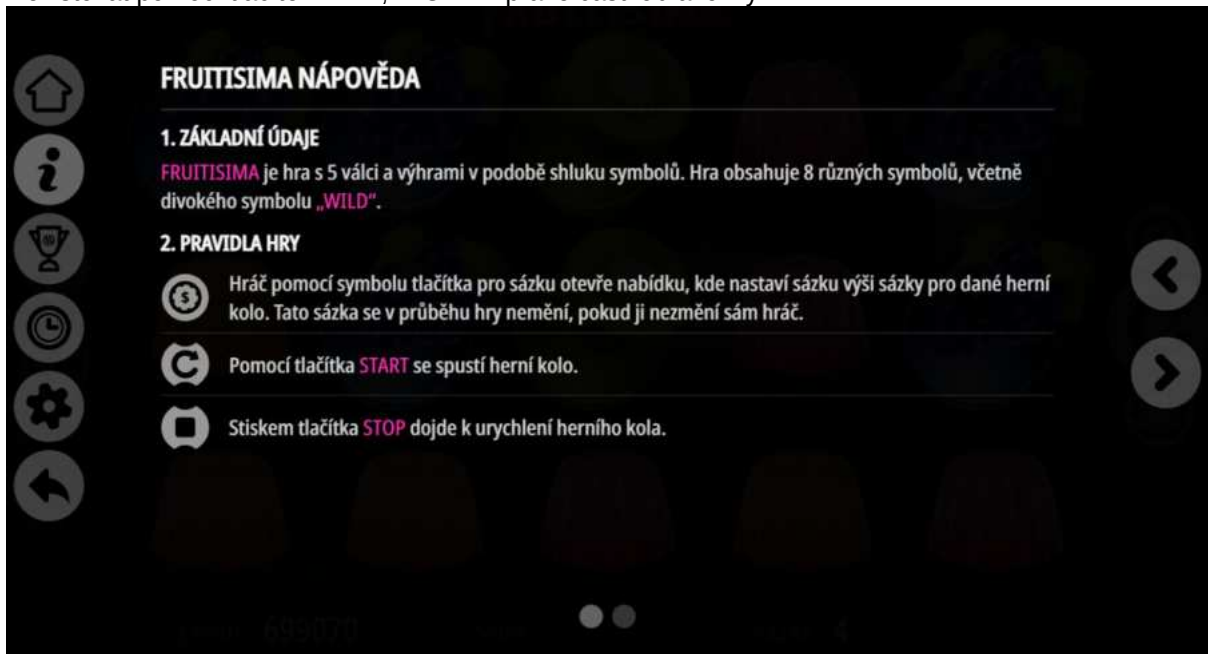 FRUITISIMA NÁPOVĚDA
1. ZÁKLADNÍ ÚDAJE
FRUITISIMA je hra s 5 válci a výhrami v podobě shluku symbolů. Hra obsahuje 8 různých symbolů, včetně
divokého symbolu „WILD“.
2. PRAVIDLA HRY
Hráč pomocí symbolu tlačítka pro sázku otevře nabídku, kde nastaví sázku výši sázky pro dané herní
kolo. Tato sázka se v průběhu hry nemění, pokud ji nezmění sám hráč.
Pomocí tlačítka START se spustí herní kolo.
Stiskem tlačítka STOP dojde k urychlení herního kola.
699070
4